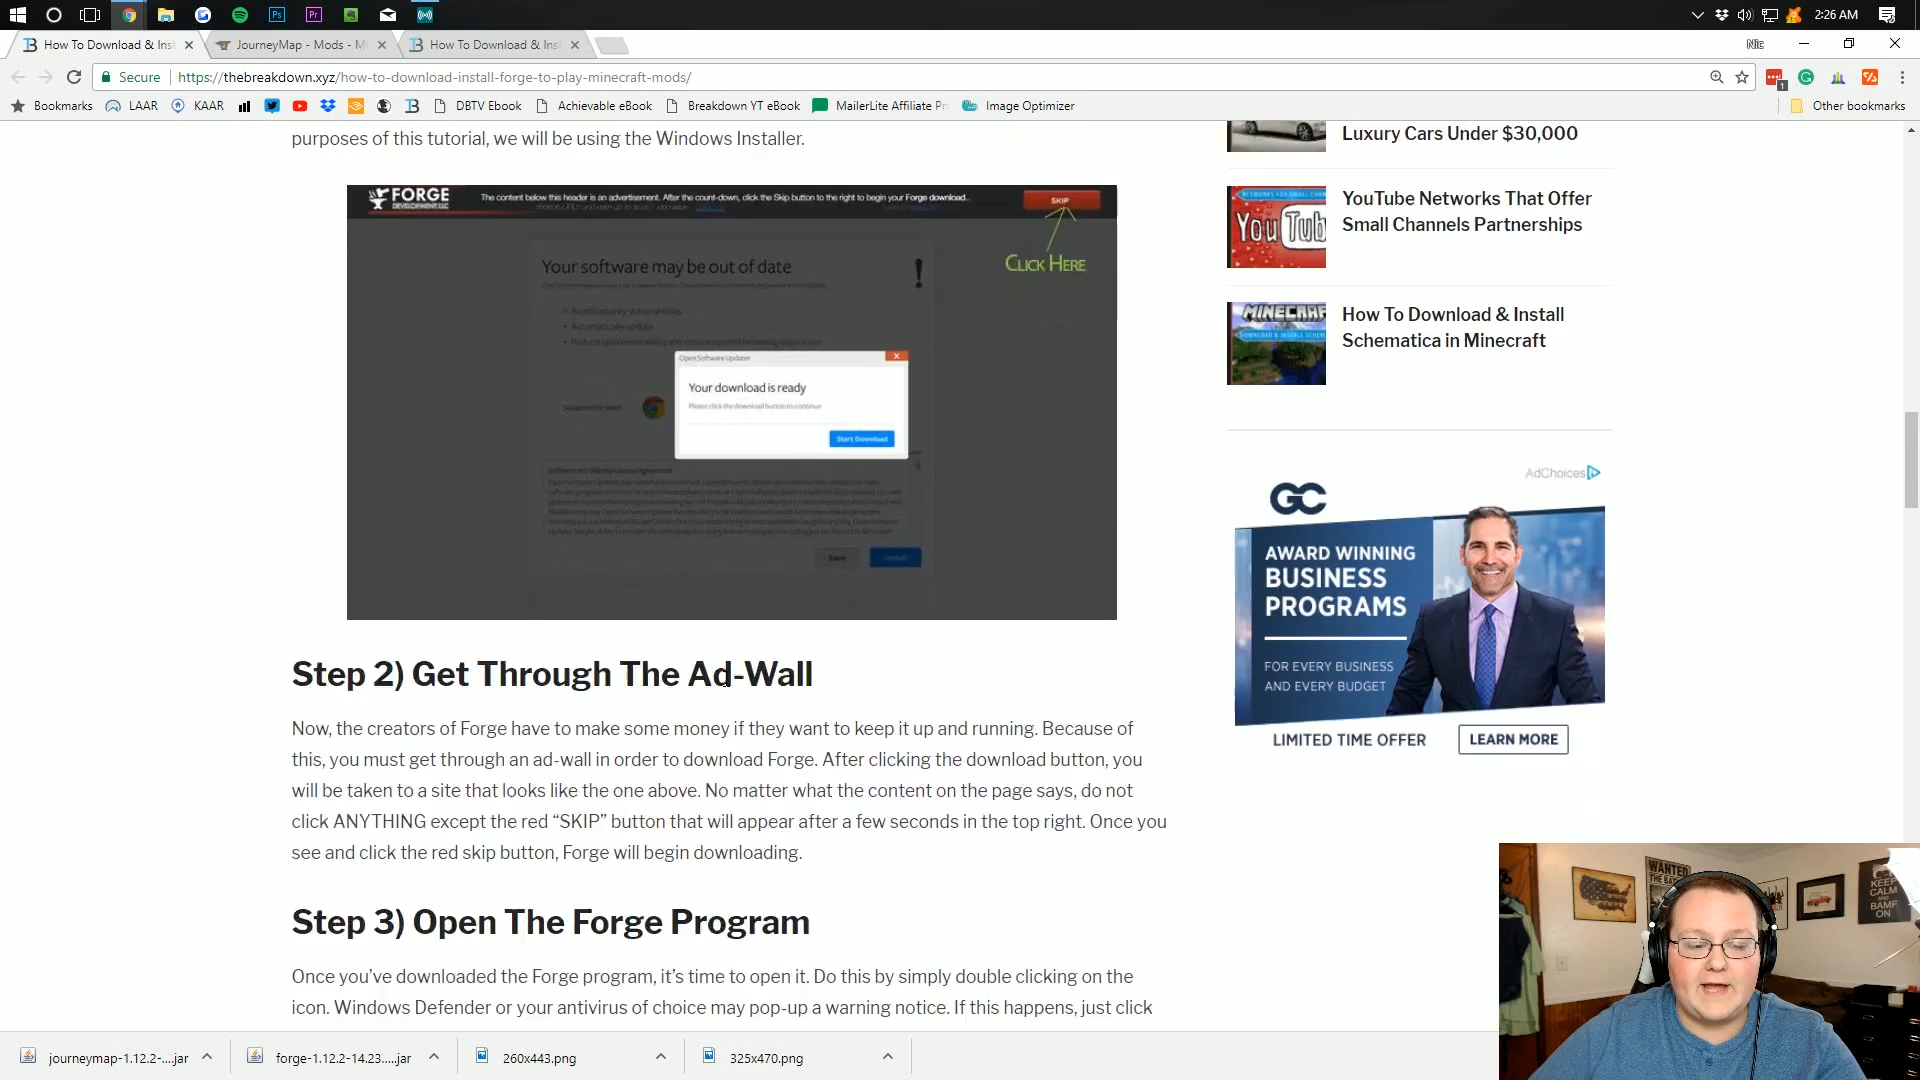 2:26 AM
How To Download & Inst
JourneyMap - Mods - Mi
How To Download & Inst
Nic
Secure
https://thebreakdown.xyz/how-to-download-install-forge-to-play-minecraft-mods/
Bookmarks
LAAR
KAAR
DBTV Ebook
Achievable eBook
Breakdown YT eBook
MailerLite Affiliate Pr
Image Optimizer
Other bookmarks
purposes of this tutorial, we will be using the Windows Installer.
FORGE
DEVELOPMENT LLC
The content below this header is an advertisement. After the count-down, click the Skip button to the right to begin your Forge download..
SKIP
CLICK HERE
Your software may be out of date
Open Software Updater
Your download is ready
Please click the download button to continue
Start Download
Save
Install
Step 2) Get Through The Ad-Wall
Now, the creators of Forge have to make some money if they want to keep it up and running. Because of
this, you must get through an ad-wall in order to download Forge. After clicking the download button, you
will be taken to a site that looks like the one above. No matter what the content on the page says, do not
click ANYTHING except the red “SKIP” button that will appear after a few seconds in the top right. Once you
see and click the red skip button, Forge will begin downloading.
Step 3) Open The Forge Program
Once you’ve downloaded the Forge program, it’s time to open it. Do this by simply double clicking on the
icon. Windows Defender or your antivirus of choice may pop-up a warning notice. If this happens, just click
Luxury Cars Under $30,000
YouTube Networks That Offer
Small Channels Partnerships
How To Download & Install
Schematica in Minecraft
AdChoices
GC
AWARD WINNING
BUSINESS
PROGRAMS
FOR EVERY BUSINESS
AND EVERY BUDGET
LIMITED TIME OFFER
LEARN MORE
WANTED
KEEP
CALM
AND
BAMF
ON
journeymap-1.12.2-....jar
forge-1.12.2-14.23.....jar
260x443.png
325x470.png